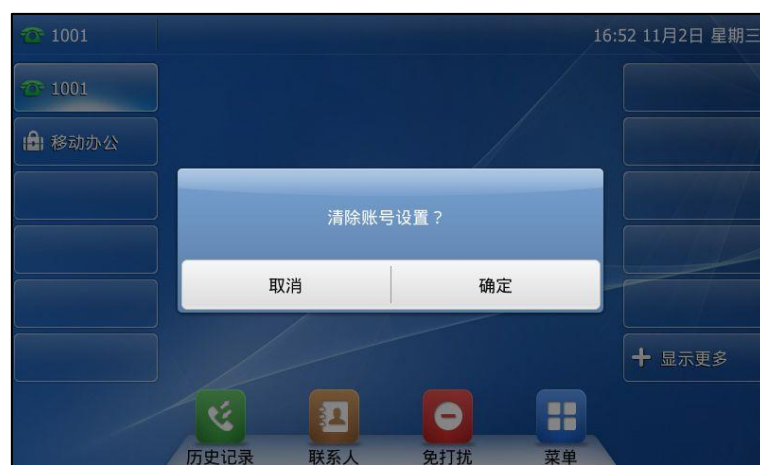 1001
16:52 11月2日 星期三
1001
移动办公
清除账号设置？
取消
确定
显示更多
历史记录
联系人
免打扰
菜单